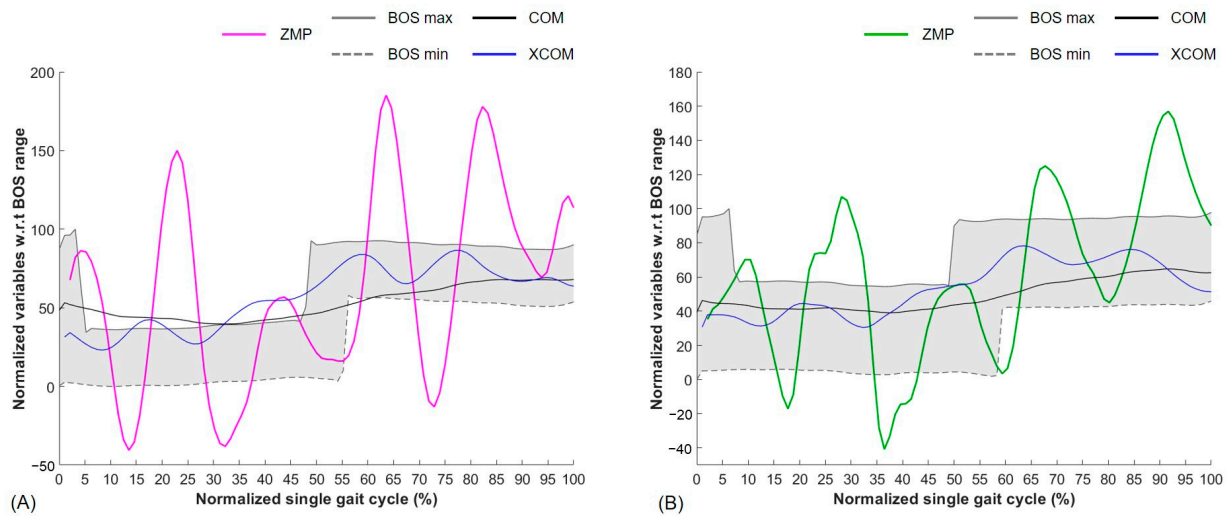 ZMP
BOS max
COM
BOS min
XCOM
Normalized variables w.r.t BOS range
200
150
100
50
0
−50
0 5 10 15 20 25 30 35 40 45 50 55 60 65 70 75 80 85 90 95 100
Normalized single gait cycle (%)
(A)
ZMP
BOS max
COM
BOS min
XCOM
Normalized variables w.r.t BOS range
180
160
140
120
100
80
60
40
20
0
−20
−40
0 5 10 15 20 25 30 35 40 45 50 55 60 65 70 75 80 85 90 95 100
Normalized single gait cycle (%)
(B)